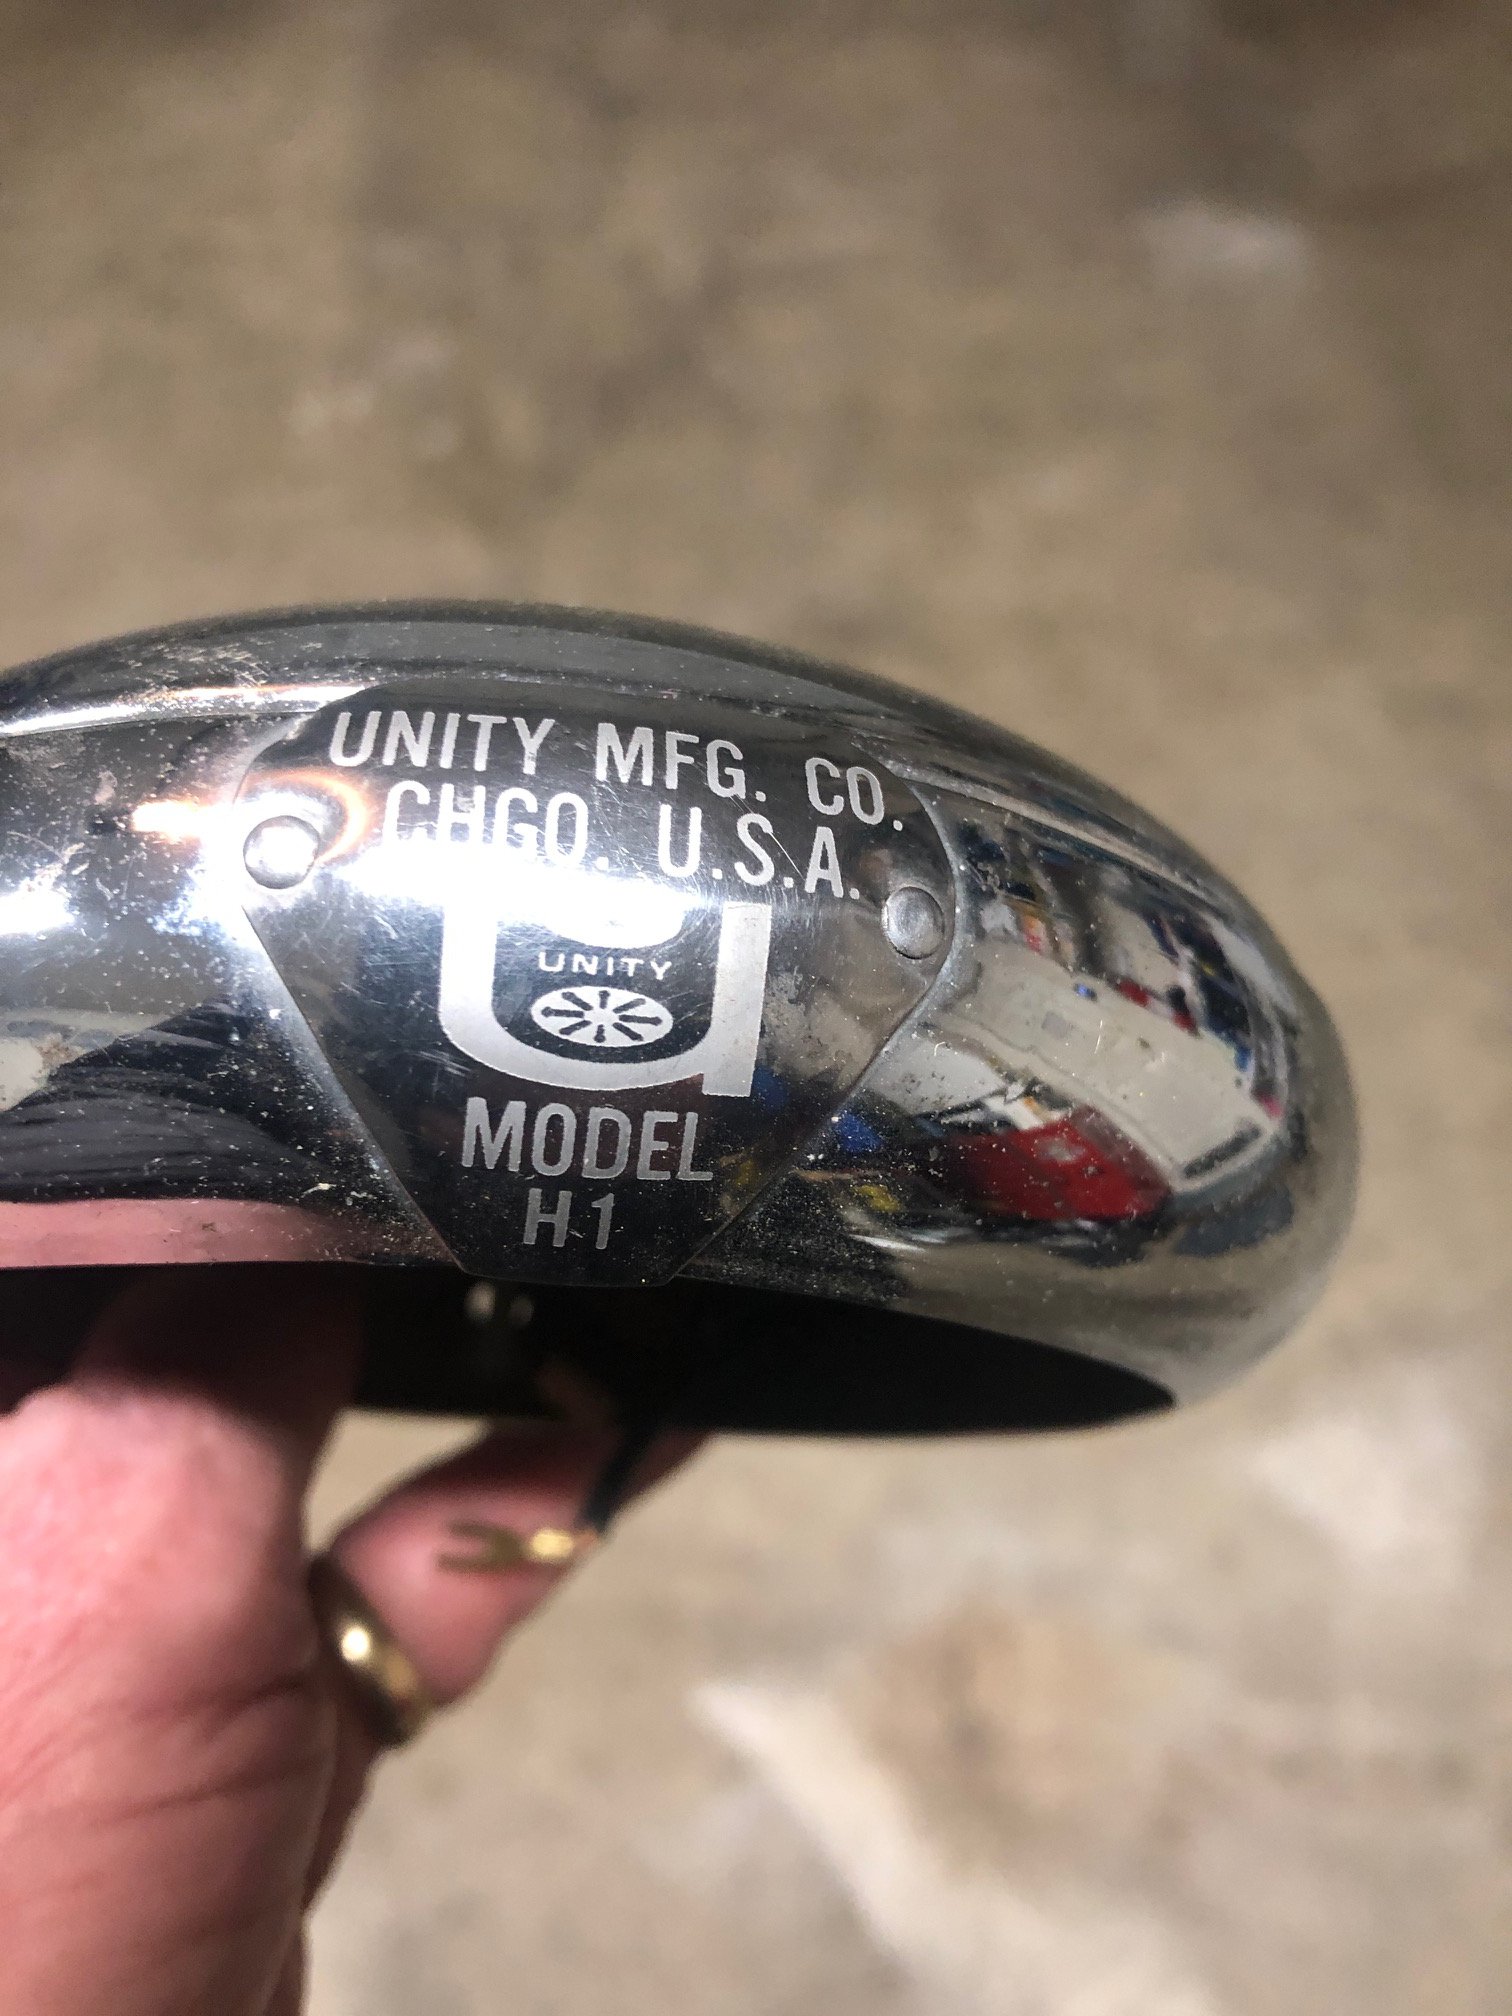 UNITY MFG. CO.
CHGO. U.S.A.
UNITY
MODEL
H1